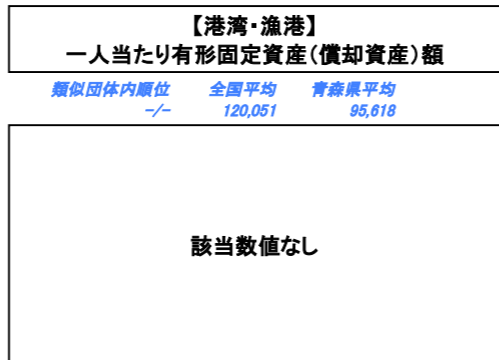 【港湾・漁港】
一人当たり有形固定資産(償却資産)額
類似団体内順位 全国平均 青森県平均
-/- 120,051 95,618
該当数値なし